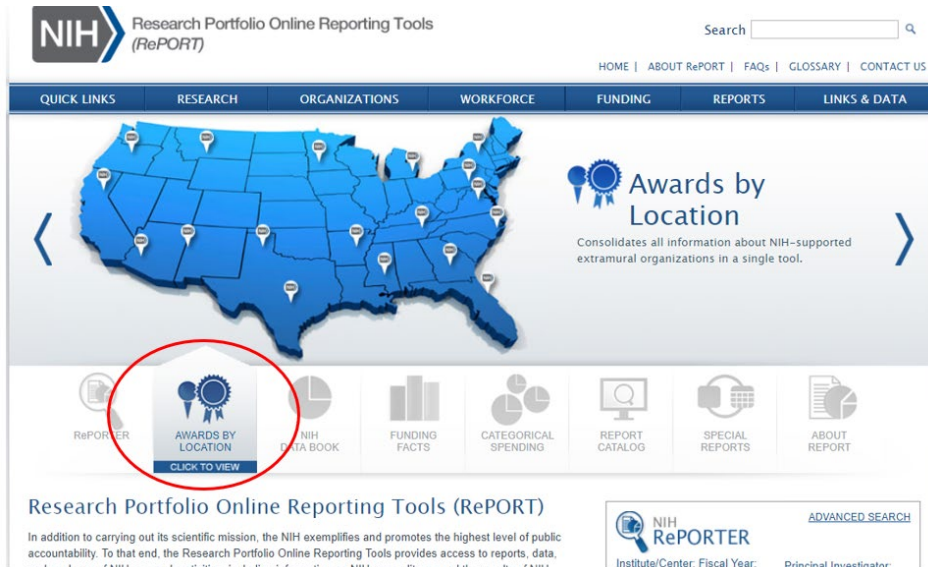 NIH
Research Portfolio Online Reporting Tools
(RePORT)
Search
HOME | ABOUT RePORT | FAQs | GLOSSARY | CONTACT US
QUICK LINKS
RESEARCH
ORGANIZATIONS
WORKFORCE
FUNDING
REPORTS
LINKS & DATA
Awards by
Location
Consolidates all information about NIH-supported
extramural organizations in a single tool.
RePORTER
AWARDS BY
LOCATION
CLICK TO VIEW
NIH
DATA BOOK
FUNDING
FACTS
CATEGORICAL
SPENDING
REPORT
CATALOG
SPECIAL
REPORTS
ABOUT
REPORT
Research Portfolio Online Reporting Tools (RePORT)
In addition to carrying out its scientific mission, the NIH exemplifies and promotes the highest level of public
accountability. To that end, the Research Portfolio Online Reporting Tools provides access to reports, data,
NIH
RePORTER
ADVANCED SEARCH
Institute/Center: Fiscal Year:
Principal Investigator: